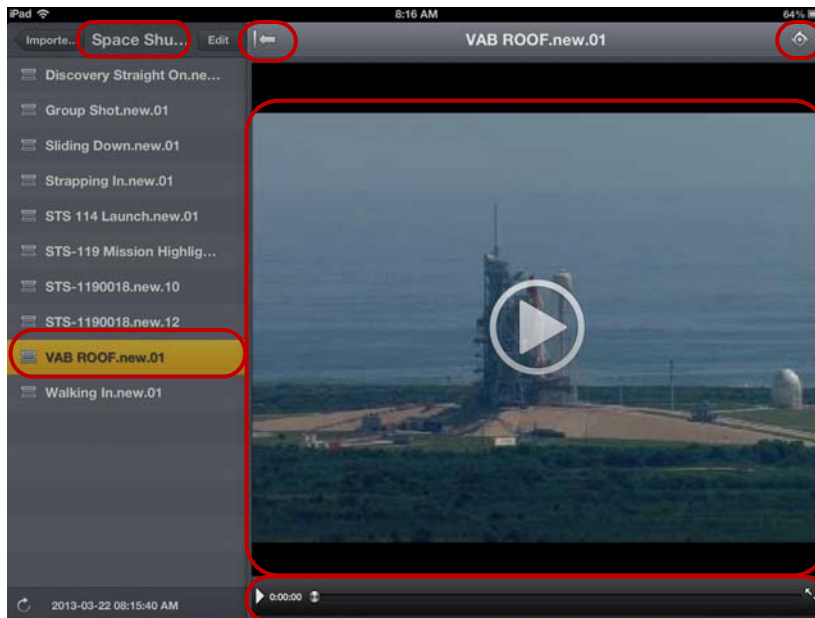 iPad 8:16 AM 64%
Importe... Space Shu... Edit VAB ROOF.new.01
Discovery Straight On.ne...
Group Shot.new.01
Sliding Down.new.01
Strapping In.new.01
STS 114 Launch.new.01
STS-119 Mission Highlig...
STS-1190018.new.10
STS-1190018.new.12
VAB ROOF.new.01
Walking In.new.01
2013-03-22 08:15:40 AM 0:00:00